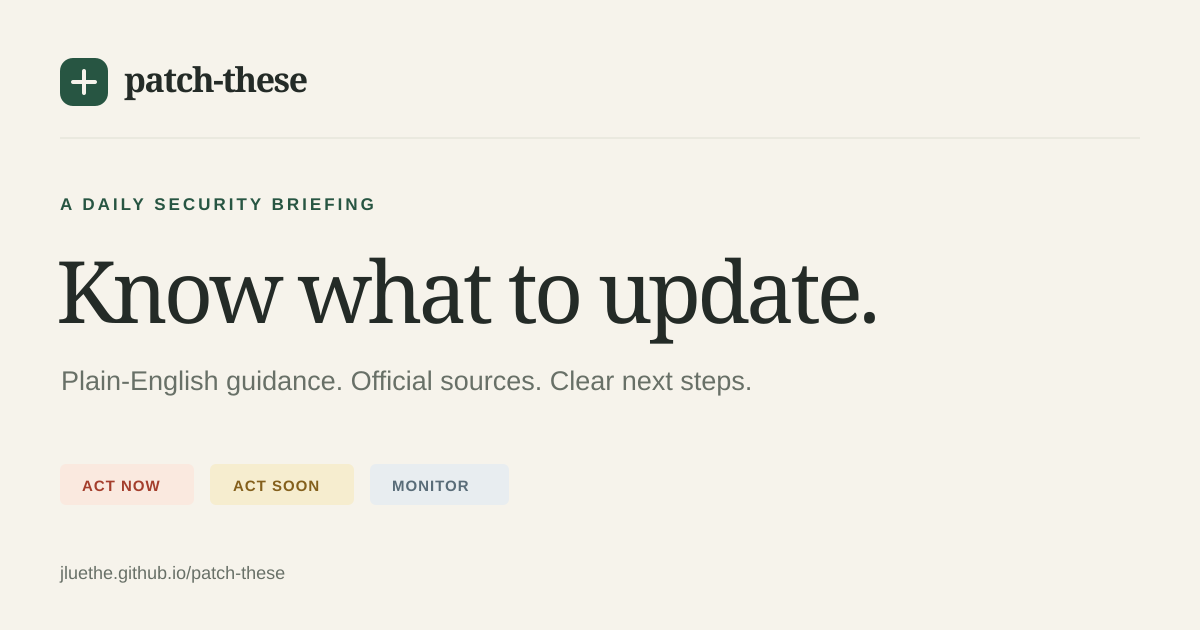 patch-these
A DAILY SECURITY BRIEFING
Know what to update.
Plain-English guidance. Official sources. Clear next steps.
ACT NOW
ACT SOON
MONITOR
jluethe.github.io/patch-these